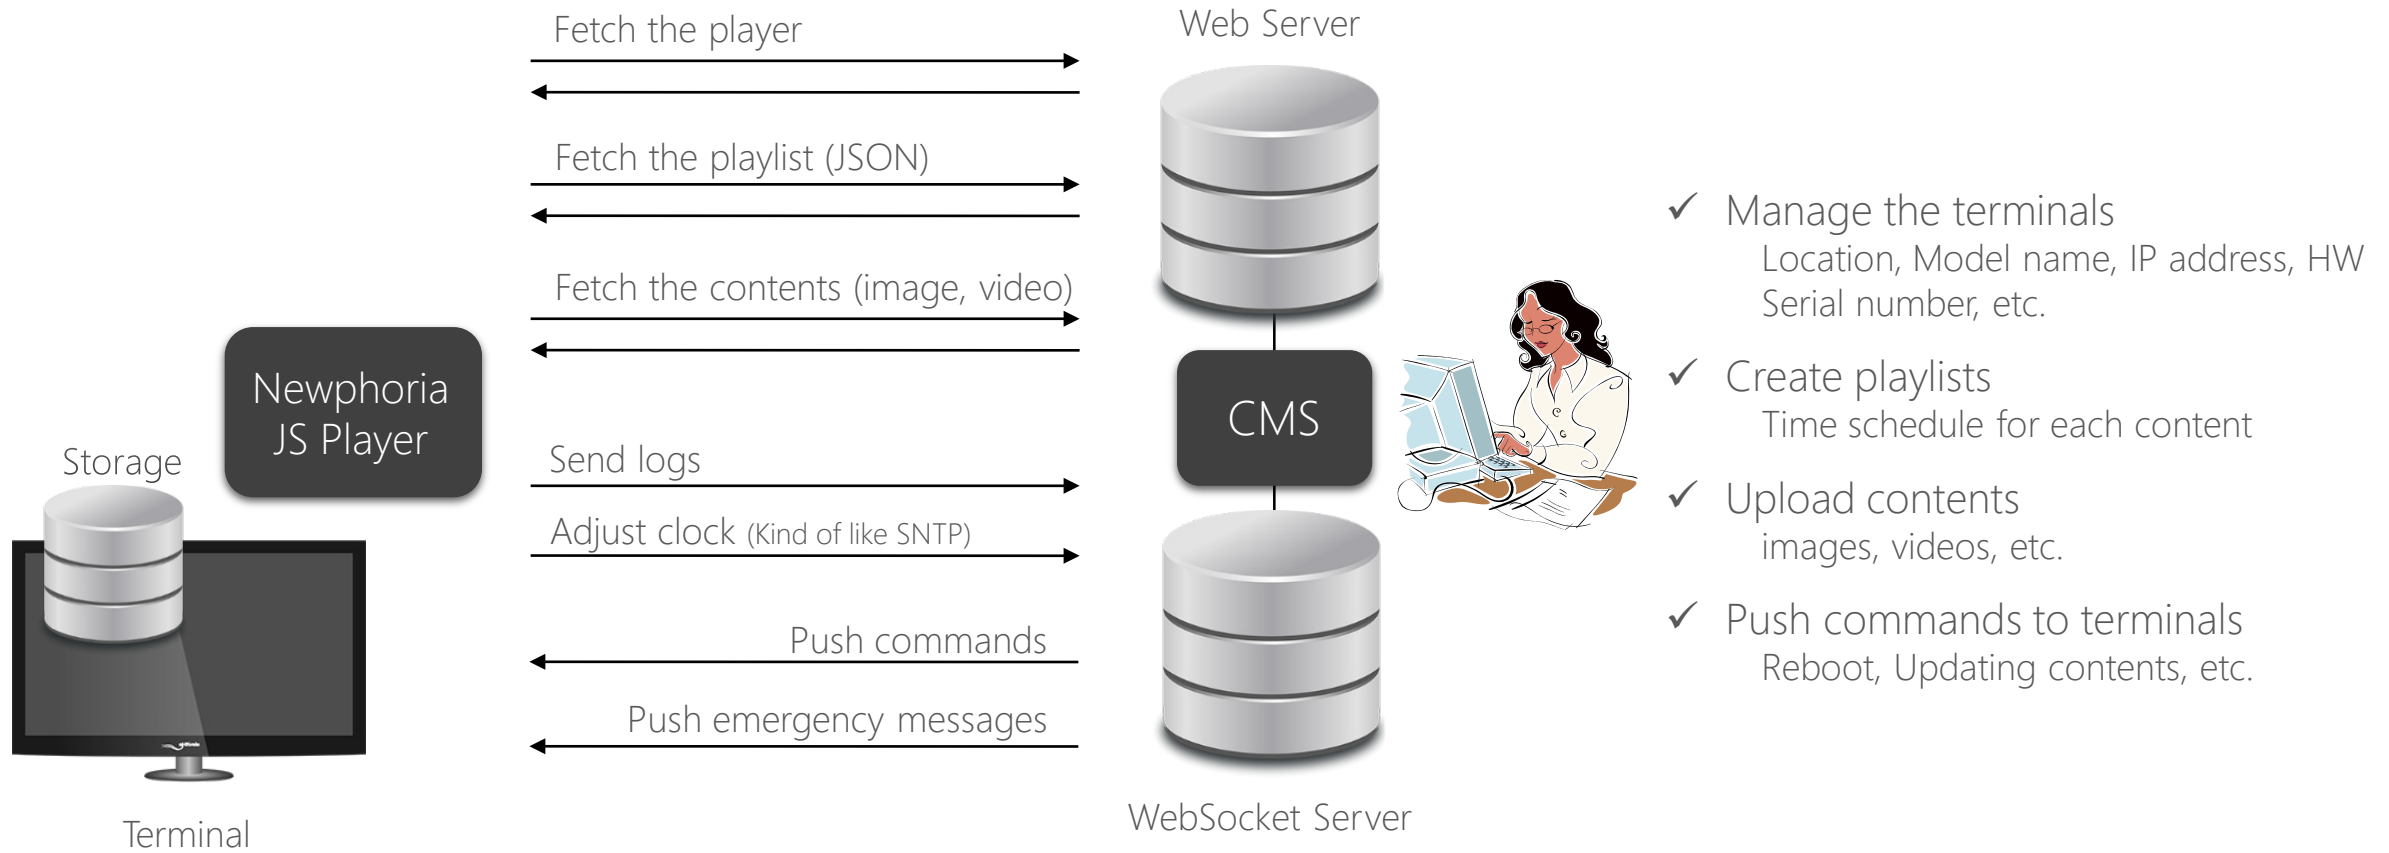 Fetch the player
Web Server
Fetch the playlist (JSON)
Fetch the contents (image, video)
Newphoria
JS Player
Storage
Send logs
Adjust clock (Kind of like SNTP)
Push commands
Push emergency messages
Terminal
CMS
WebSocket Server
✓ Manage the terminals
Location, Model name, IP address, HW
Serial number, etc.
✓ Create playlists
Time schedule for each content
✓ Upload contents
images, videos, etc.
✓ Push commands to terminals
Reboot, Updating contents, etc.